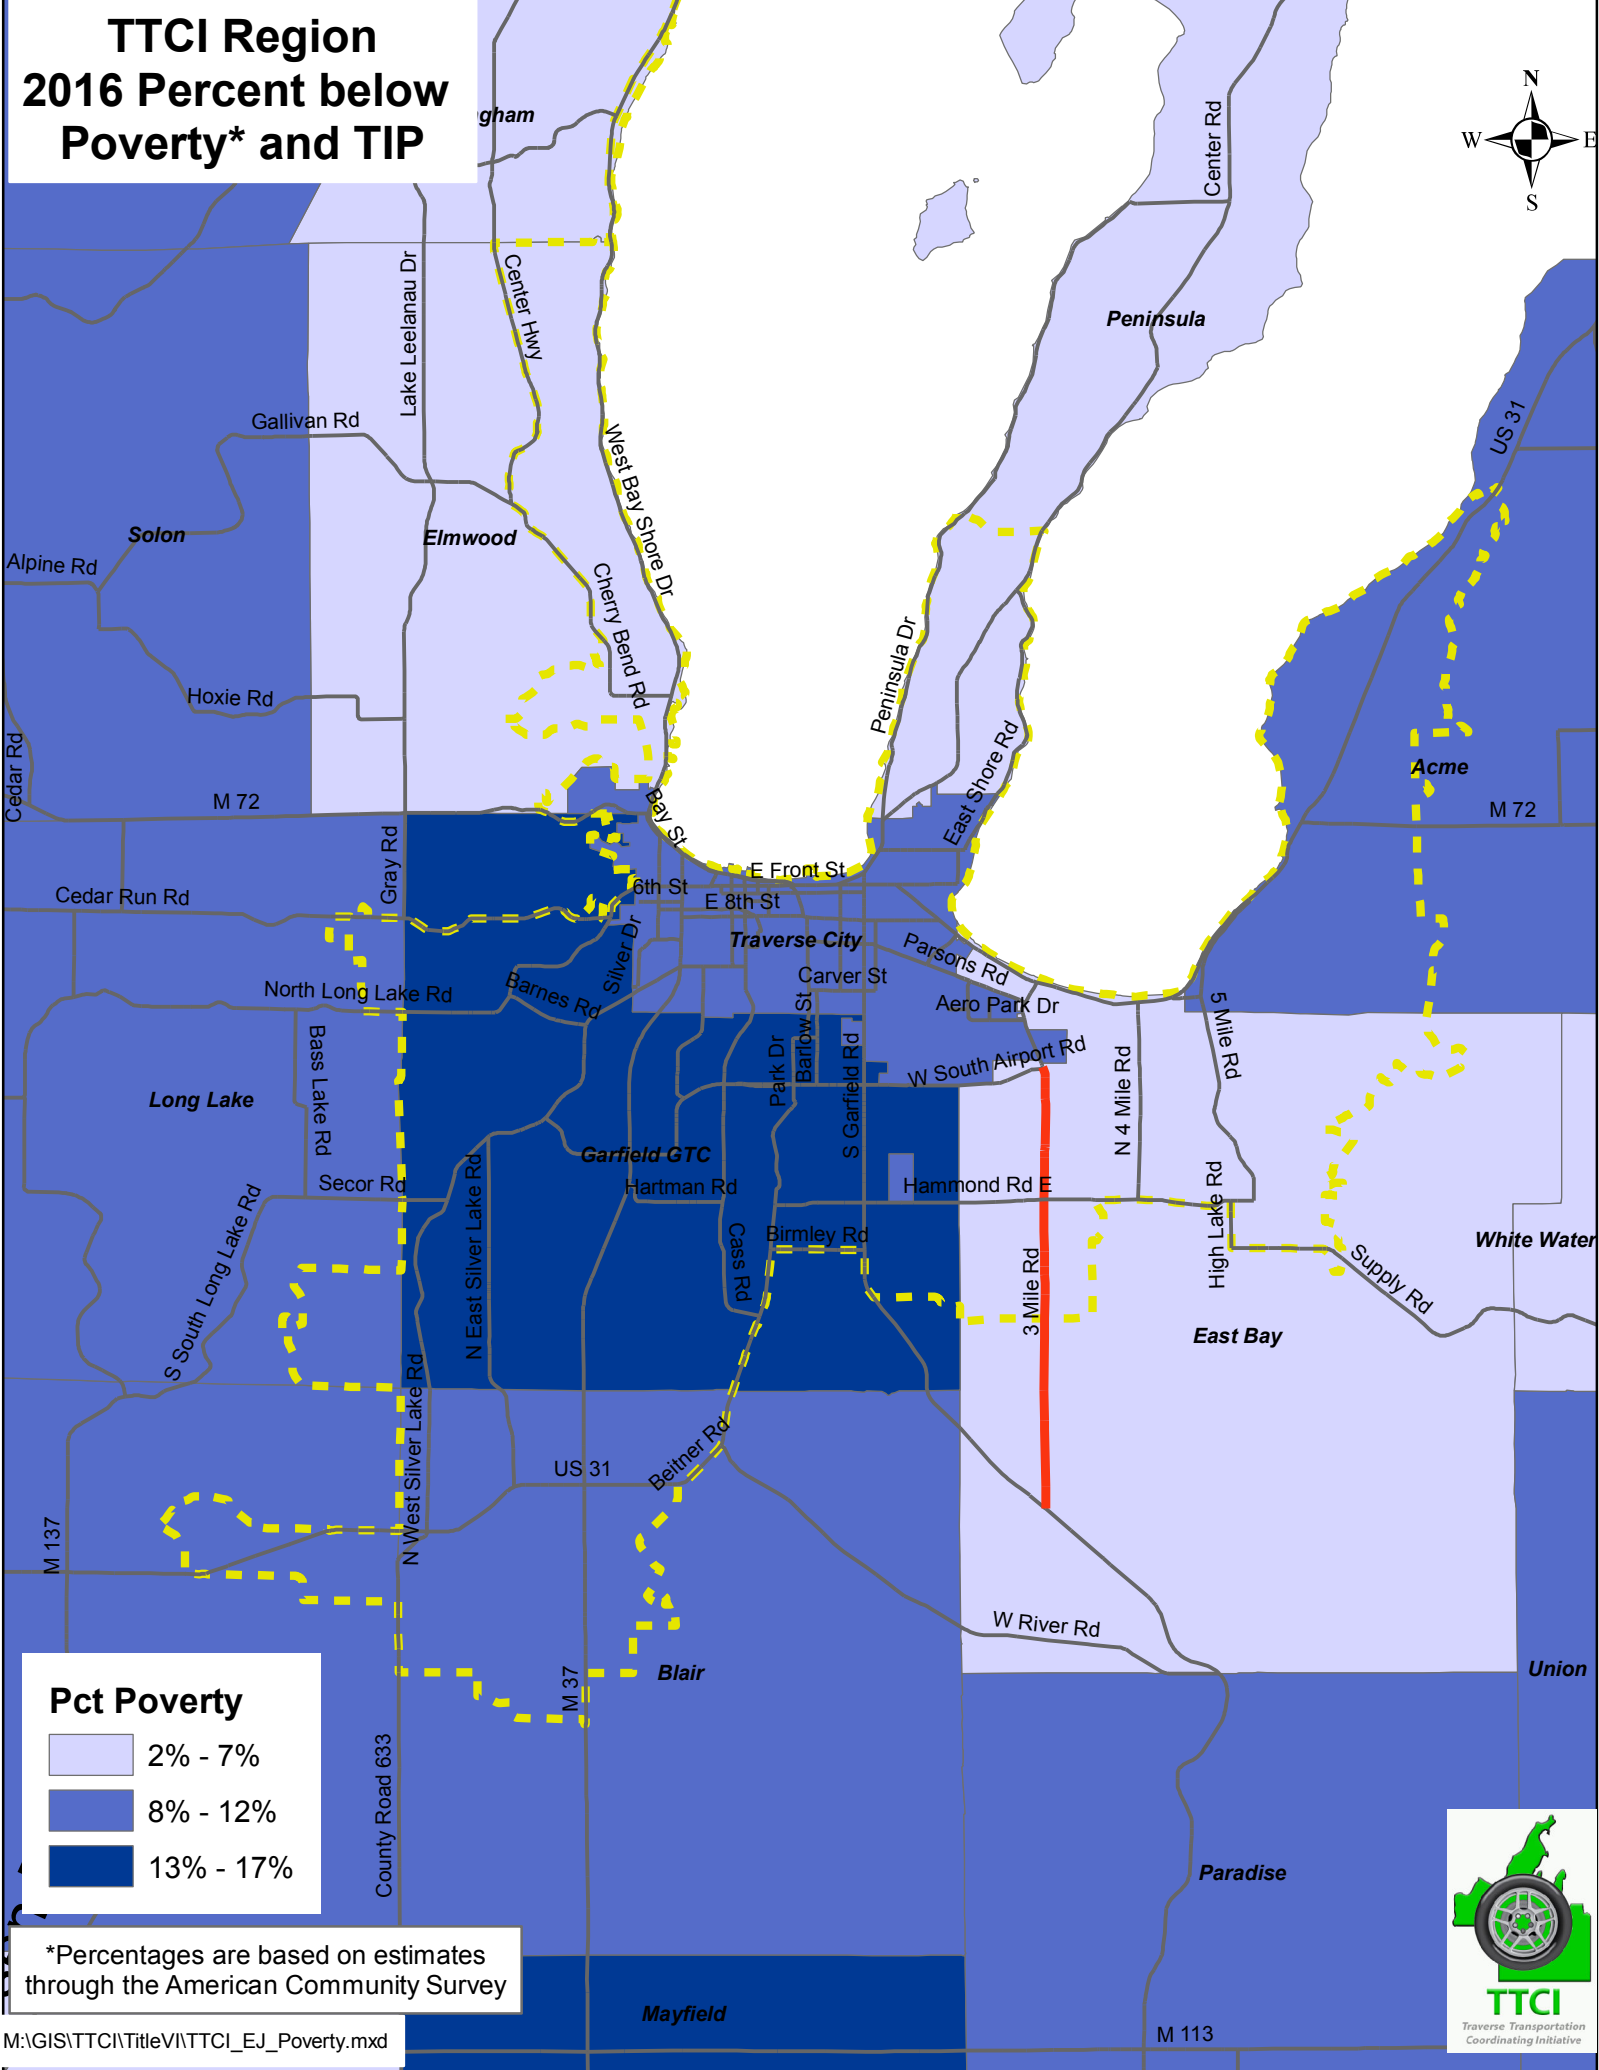 TTCI Region
2016 Percent below
Poverty* and TIP
N
W
E
S
Center Rd
Peninsula
Lake Leelanau Dr
Center Hwy
Gallivan Rd
US 31
West Bay Shore Dr
Solon
Elmwood
Alpine Rd
Cherry Bend Rd
Peninsula Dr
Hoxie Rd
Cedar Rd
East Shore Rd
Acme
M 72
Bay St
M 72
Gray Rd
E Front St
Cedar Run Rd
6th St
E 8th St
Silver Dr
Traverse City
Parsons Rd
Carver St
North Long Lake Rd
Barnes Rd
Aero Park Dr
5 Mile Rd
Bass Lake Rd
Park Dr
Barlow St
S Garfield Rd
W South Airport Rd
N 4 Mile Rd
Long Lake
Garfield GTC
Secor Rd
Hartman Rd
Hammond Rd E
High Lake Rd
S South Long Lake Rd
N East Silver Lake Rd
Cass Rd
Birmley Rd
3 Mile Rd
White Water
Supply Rd
East Bay
N West Silver Lake Rd
Beitner Rd
US 31
M 137
W River Rd
M 37
Blair
Union
Pct Poverty
2% - 7%
8% - 12%
13% - 17%
County Road 633
Paradise
*Percentages are based on estimates
through the American Community Survey
Mayfield
M 113
TTCI
Traverse Transportation
Coordinating Initiative
M:\GIS\TTCI\TitleVI\TTCI_EJ_Poverty.mxd